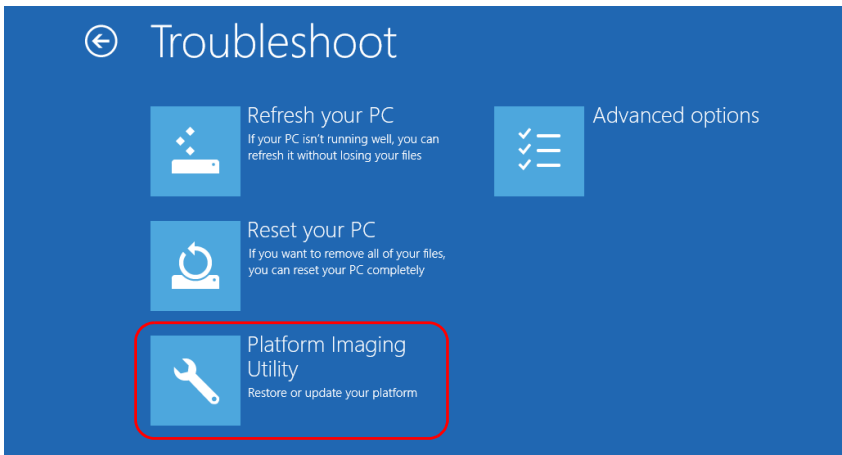 Troubleshoot
Refresh your PC
If your PC isn't running well, you can
refresh it without losing your files
Advanced options
Reset your PC
If you want to remove all of your files,
you can reset your PC completely
Platform Imaging
Utility
Restore or update your platform